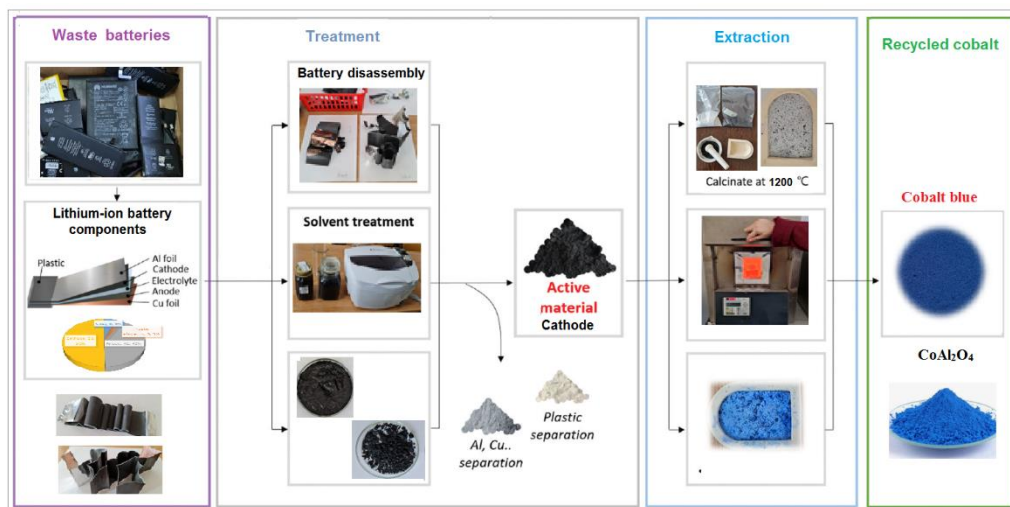 Waste batteries
Treatment
Extraction
Recycled cobalt
Lithium-ion battery
components
Plastic
Al foil
Cathode
Electrolyte
Anode
Cu foil
Battery disassembly
Solvent treatment
Active
material
Cathode
Al, Cu..
separation
Plastic
separation
Calcinate at 1200 ℃
Cobalt blue
CoAl₂O₄